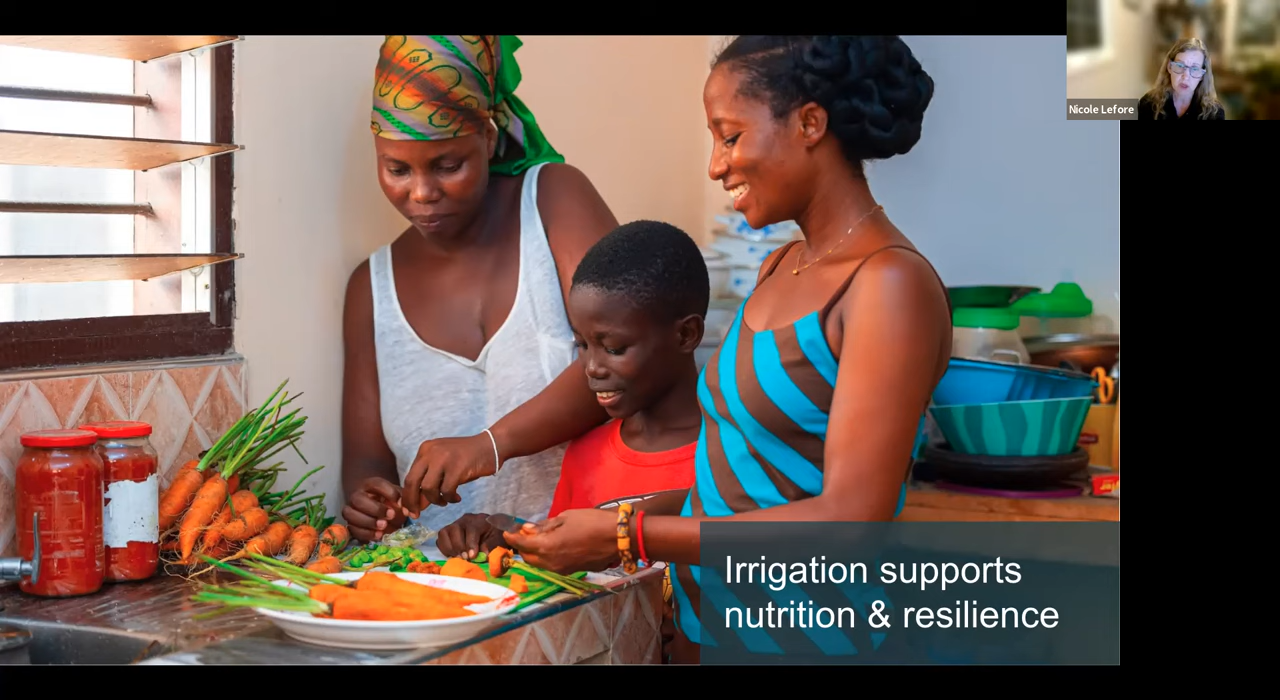 Nicole Lefore
Irrigation supports
nutrition & resilience